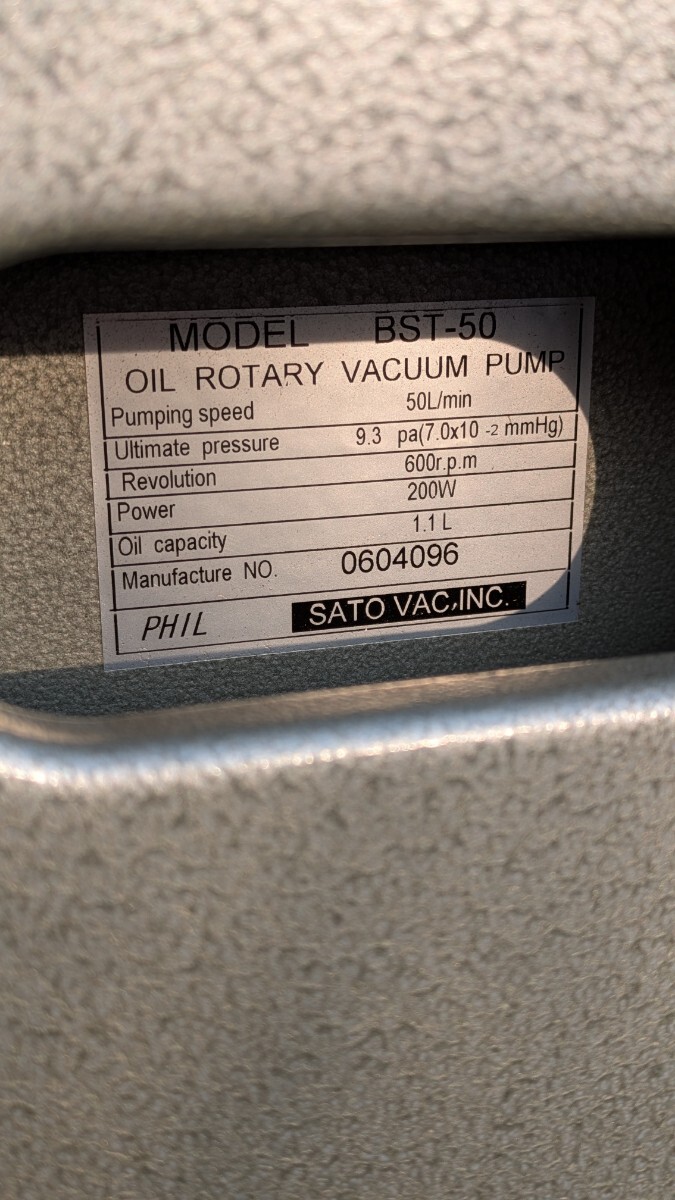 MODEL BST-50
OIL ROTARY VACUUM PUMP
Pumping speed 50L/min
Ultimate pressure 9.3 pa(7.0x10 -2 mmHg)
Revolution 600r.p.m
Power 200W
Oil capacity 1.1 L
Manufacture NO. 0604096
PHIL SATO VAC,INC.